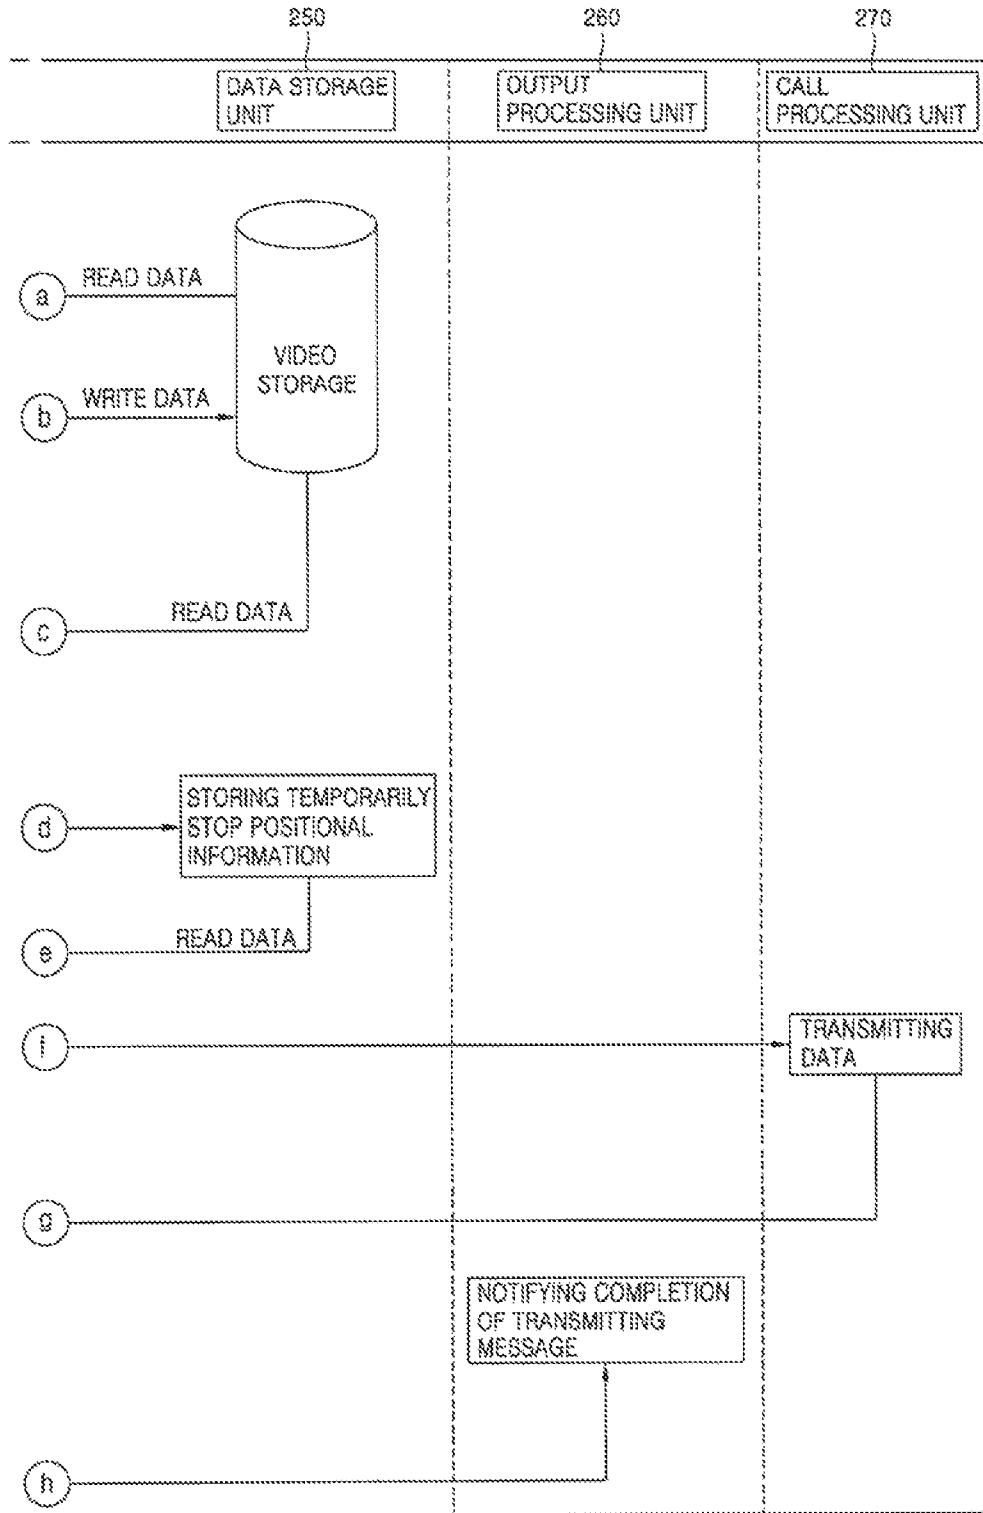 250
260
270
DATA STORAGE
UNIT
OUTPUT
PROCESSING UNIT
CALL
PROCESSING UNIT
a
READ DATA
VIDEO
STORAGE
b
WRITE DATA
c
READ DATA
d
STORING TEMPORARILY
STOP POSITIONAL
INFORMATION
e
READ DATA
f
TRANSMITTING
DATA
g
NOTIFYING COMPLETION
OF TRANSMITTING
MESSAGE
h